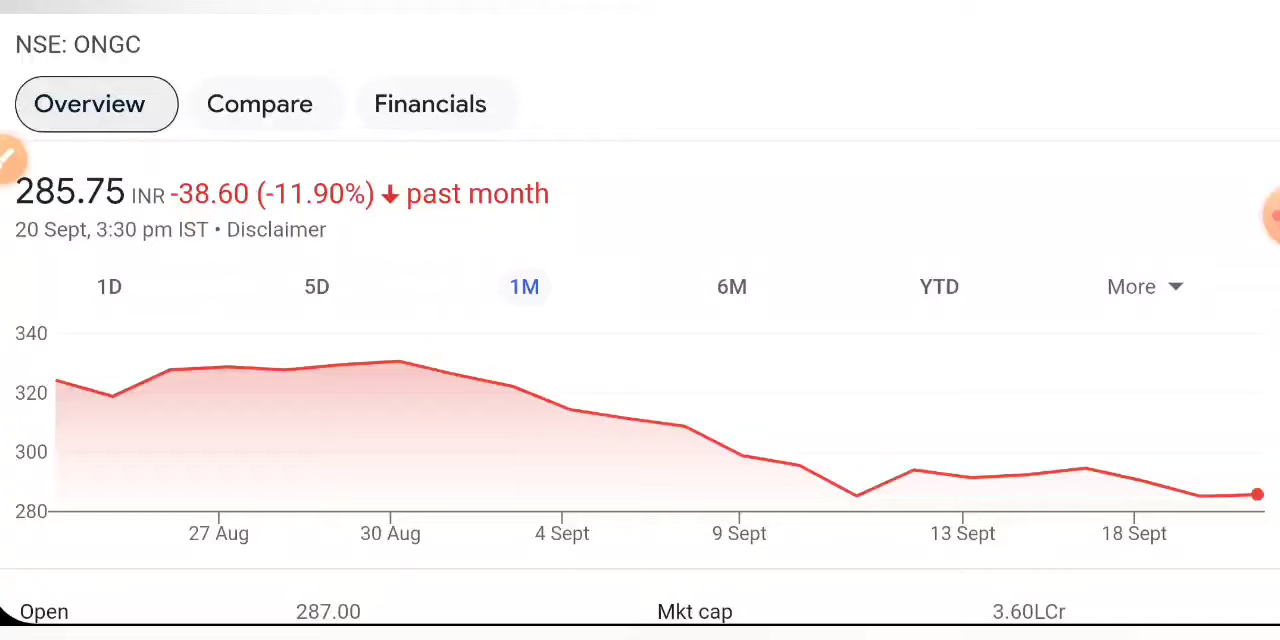 NSE: ONGC
Overview Compare Financials
285.75 INR -38.60 (-11.90%) ↓ past month
20 Sept, 3:30 pm IST • Disclaimer
1D 5D 1M 6M YTD More
340
320
300
280
27 Aug 30 Aug 4 Sept 9 Sept 13 Sept 18 Sept
Open 287.00 Mkt cap 3.60LCr